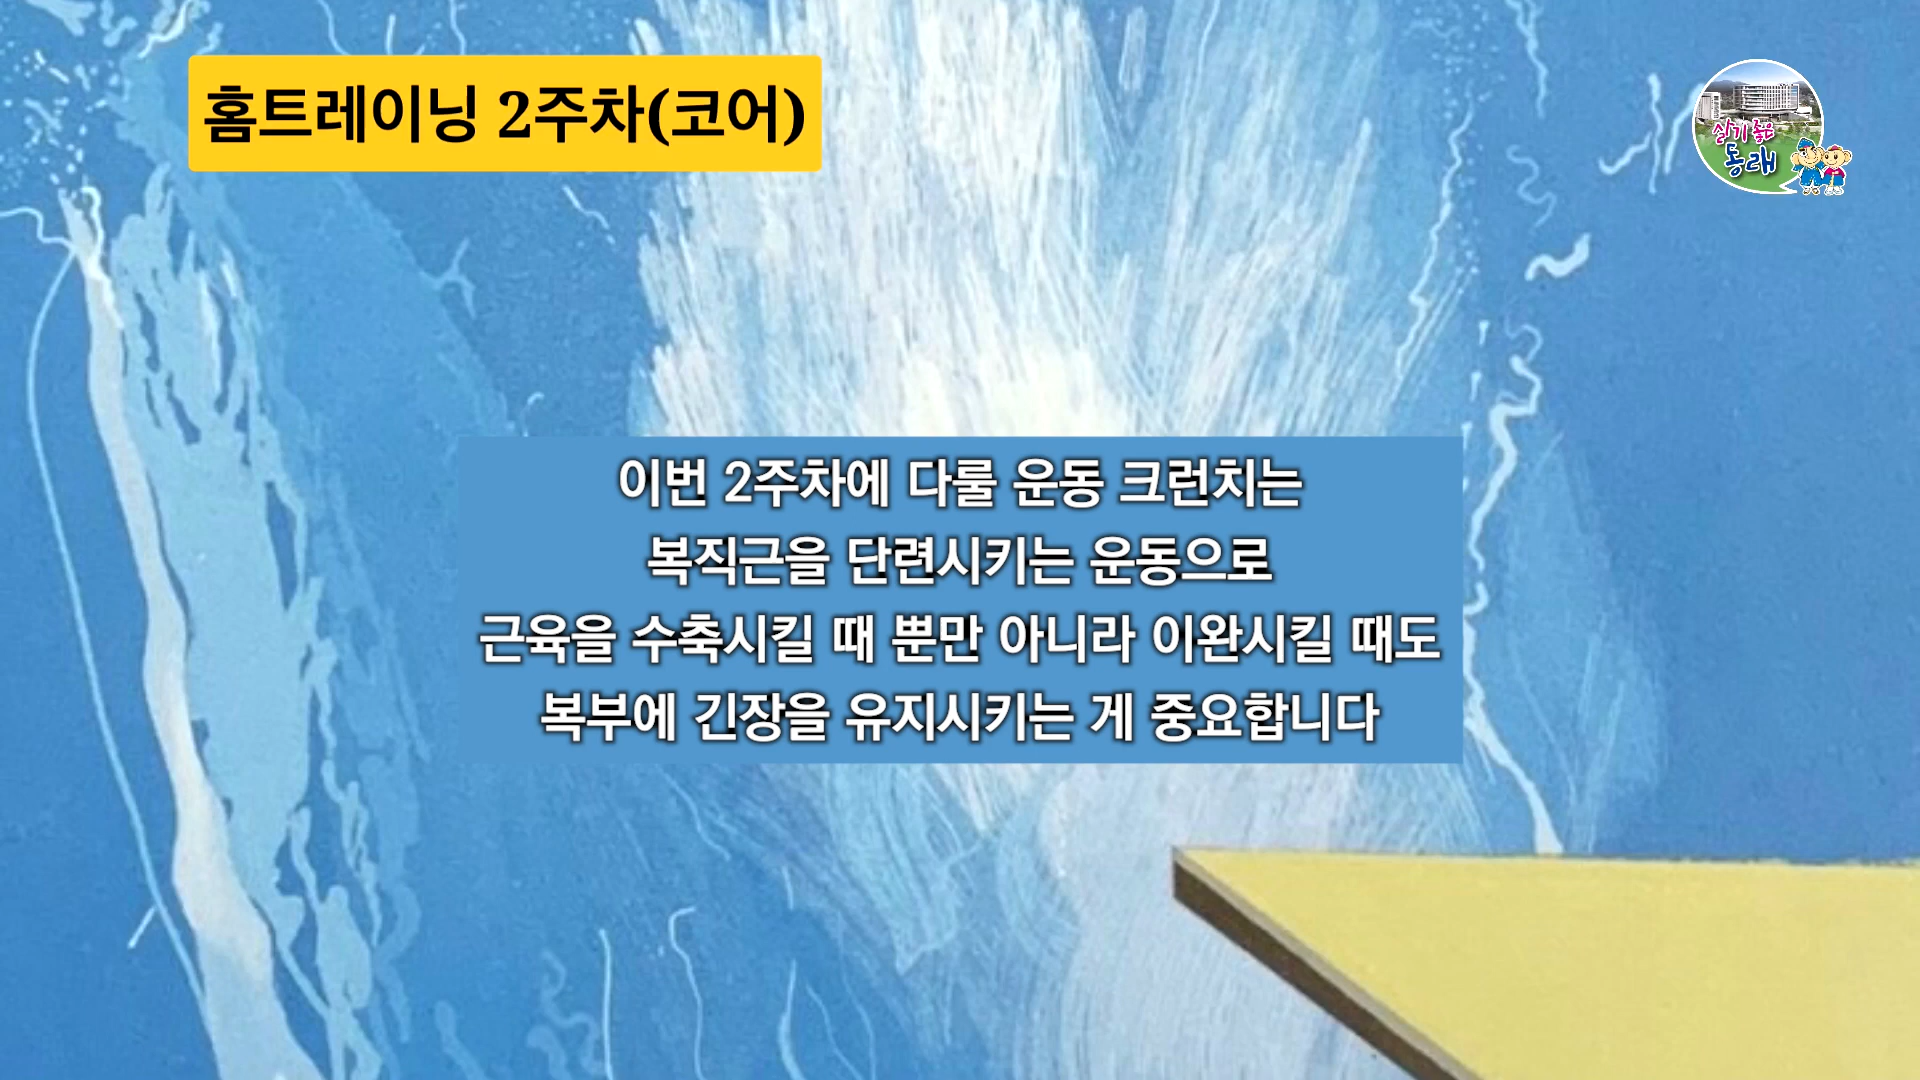 홈트레이닝 2주차(코어)
살기 좋은
동래
이번 2주차에 다룰 운동 크런치는
복직근을 단련시키는 운동으로
근육을 수축시킬 때 뿐만 아니라 이완시킬 때도
복부에 긴장을 유지시키는 게 중요합니다